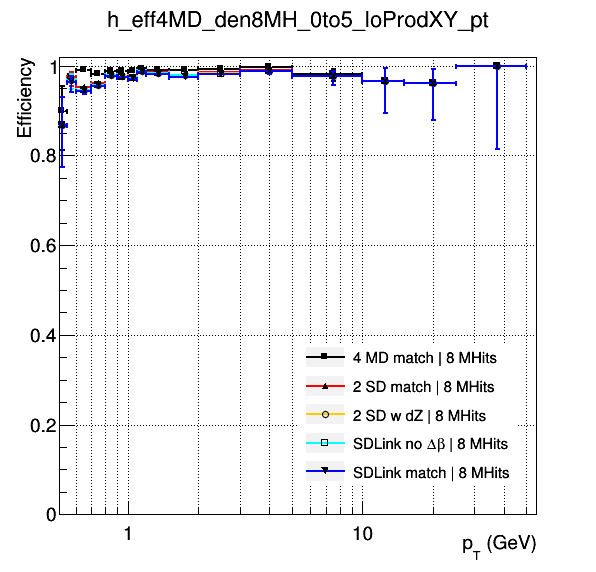 h_eff4MD_den8MH_0to5_loProdXY_pt
Efficiency
1
0.8
0.6
0.4
0.2
0
4 MD match | 8 MHits
2 SD match | 8 MHits
2 SD w dZ | 8 MHits
SDLink no Δβ | 8 MHits
SDLink match | 8 MHits
1
10
p_T (GeV)